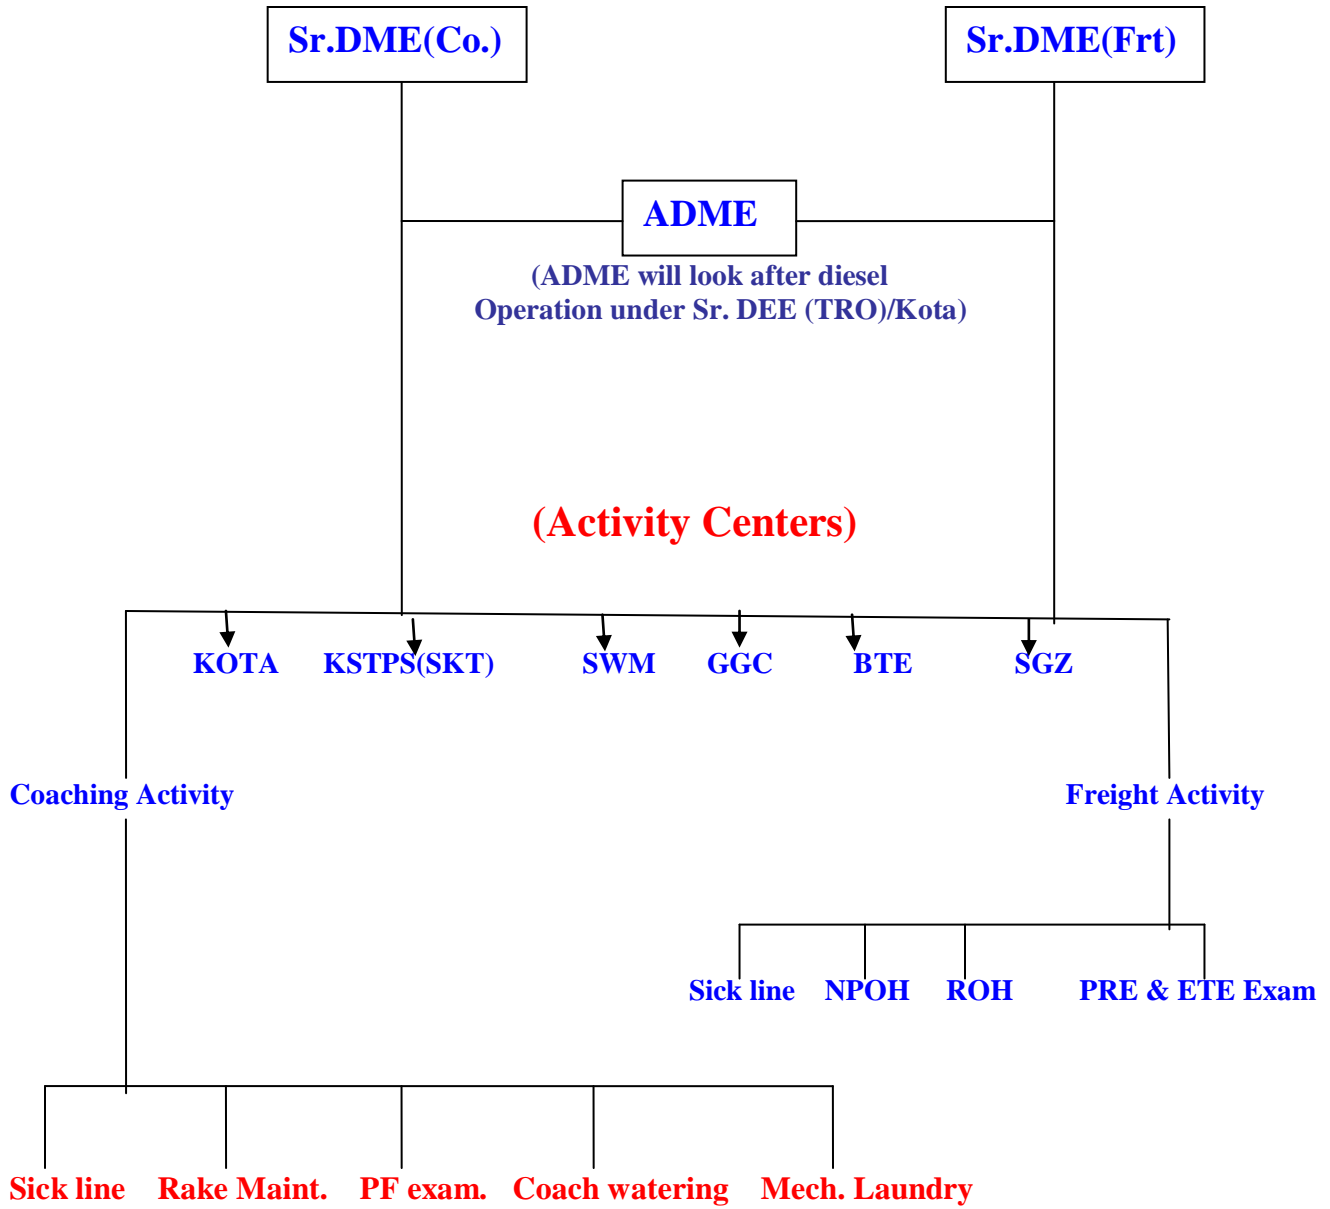 Sr.DME(Co.)
Sr.DME(Frt)
ADME
(ADME will look after diesel
Operation under Sr. DEE (TRO)/Kota)
(Activity Centers)
KOTA
KSTPS(SKT)
SWM
GGC
BTE
SGZ
Coaching Activity
Freight Activity
Sick line
NPOH
ROH
PRE & ETE Exam
Sick line
Rake Maint.
PF exam.
Coach watering
Mech. Laundry